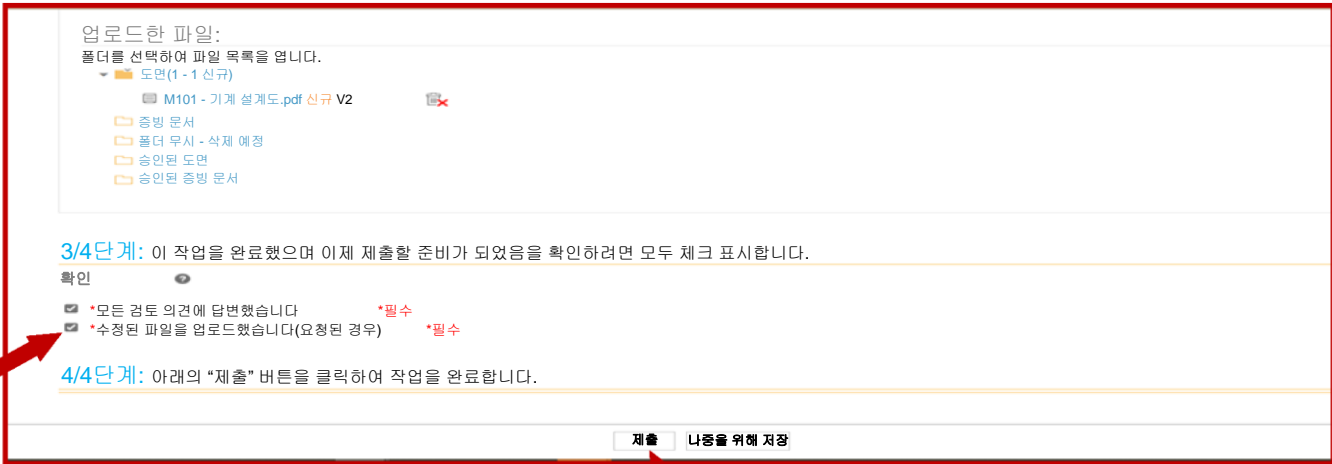 업로드한 파일:
폴더를 선택하여 파일 목록을 엽니다.
도면(1 - 1 신규)
M101 - 기계 설계도.pdf 신규 V2
증빙 문서
폴더 무시 - 삭제 예정
승인된 도면
승인된 증빙 문서
3/4단계: 이 작업을 완료했으며 이제 제출할 준비가 되었음을 확인하려면 모두 체크 표시합니다.
확인
*모든 검토 의견에 답변했습니다 *필수
*수정된 파일을 업로드했습니다(요청된 경우) *필수
4/4단계: 아래의 “제출” 버튼을 클릭하여 작업을 완료합니다.
제출 나중을 위해 저장